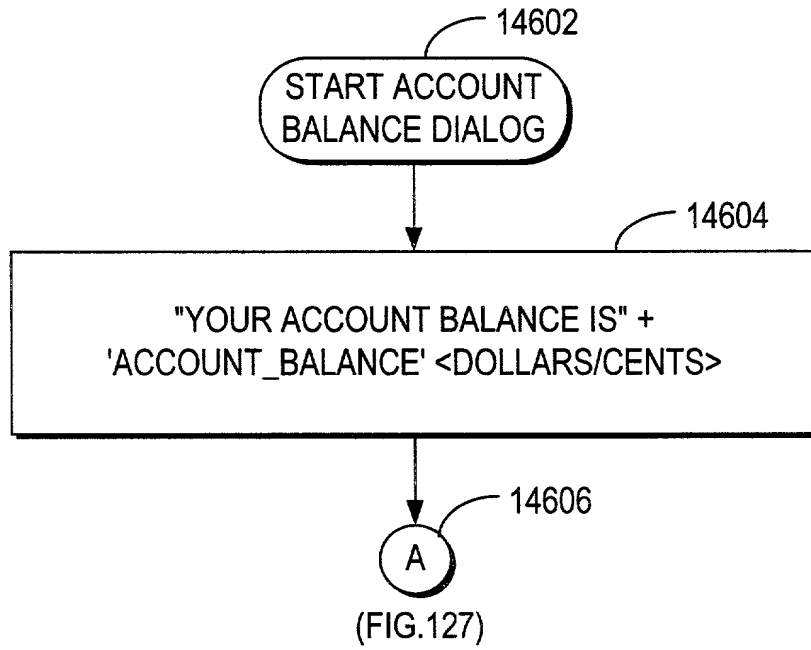 14602
START ACCOUNT
BALANCE DIALOG
14604
"YOUR ACCOUNT BALANCE IS" +
'ACCOUNT_BALANCE' <DOLLARS/CENTS>
14606
A
(FIG.127)